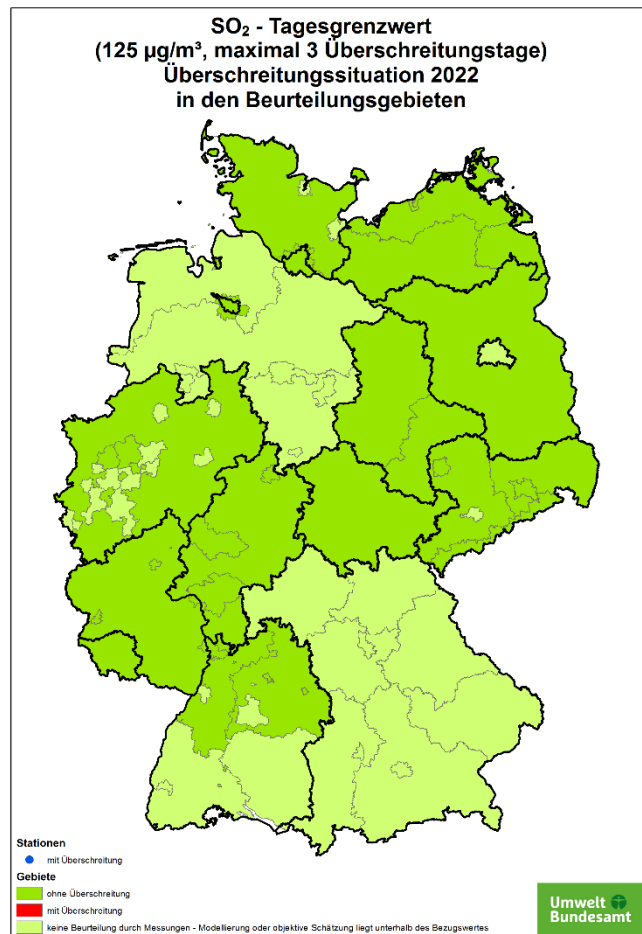 SO₂ - Tagesgrenzwert
(125 µg/m³, maximal 3 Überschreitungstage)
Überschreitungssituation 2022
in den Beurteilungsgebieten
Stationen
mit Überschreitung
Gebiete
ohne Überschreitung
mit Überschreitung
keine Beurteilung durch Messungen - Modellierung oder objektive Schätzung liegt unterhalb des Bezugswertes
Umwelt
Bundesamt